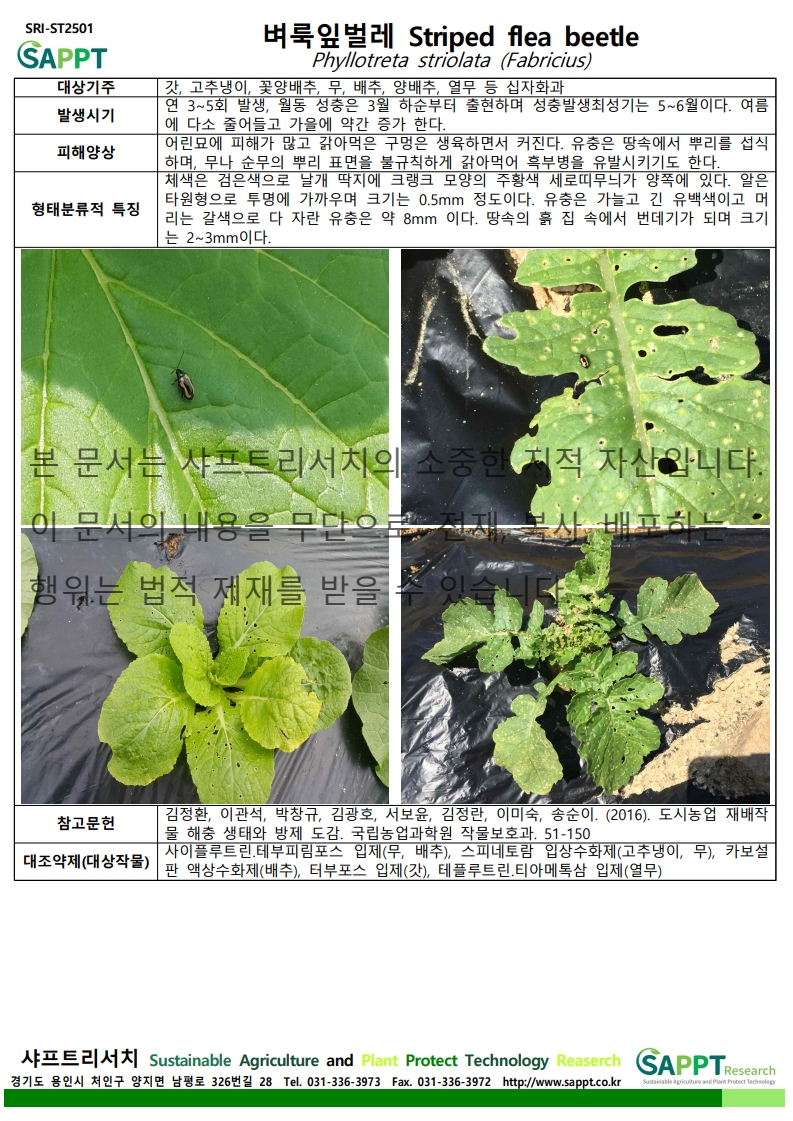 SRI-ST2501
SAPPT
벼룩잎벌레 Striped flea beetle
Phyllotreta striolata (Fabricius)
대상기주
갓, 고추냉이, 꽃양배추, 무, 배추, 양배추, 열무 등 십자화과
발생시기
연 3~5회 발생, 월동 성충은 3월 하순부터 출현하며 성충발생최성기는 5~6월이다. 여름
에 다소 줄어들고 가을에 약간 증가 한다.
피해양상
어린묘에 피해가 많고 갉아먹은 구멍은 생육하면서 커진다. 유충은 땅속에서 뿌리를 섭식
하며, 무나 순무의 뿌리 표면을 불규칙하게 갉아먹어 흑부병을 유발시키기도 한다.
형태분류적 특징
체색은 검은색으로 날개 딱지에 크랭크 모양의 주황색 세로띠무늬가 양쪽에 있다. 알은
타원형으로 투명에 가까우며 크기는 0.5mm 정도이다. 유충은 가늘고 긴 유백색이고 머
리는 갈색으로 다 자란 유충은 약 8mm 이다. 땅속의 흙 집 속에서 번데기가 되며 크기
는 2~3mm이다.
본 문서는 샤프트리서치의 소중한 지적 자산입니다.
이 문서의 내용을 무단으로 전재, 복사, 배포하는
행위는 법적 제재를 받을 수 있습니다.
참고문헌
김정환, 이관석, 박창규, 김광호, 서보윤, 김정란, 이미숙, 송순이. (2016). 도시농업 재배작
물 해충 생태와 방제 도감. 국립농업과학원 작물보호과. 51-150
대조약제(대상작물)
사이플루트린.테부피림포스 입제(무, 배추), 스피네토람 입상수화제(고추냉이, 무), 카보설
판 액상수화제(배추), 터부포스 입제(갓), 테플루트린.티아메톡삼 입제(열무)
샤프트리서치 Sustainable Agriculture and Plant Protect Technology Reaserch
경기도 용인시 처인구 양지면 남평로 326번길 28 Tel. 031-336-3973 Fax. 031-336-3972 http://www.sappt.co.kr
SAPPT Research
Sustainable Agriculture and Plant Protect Technology